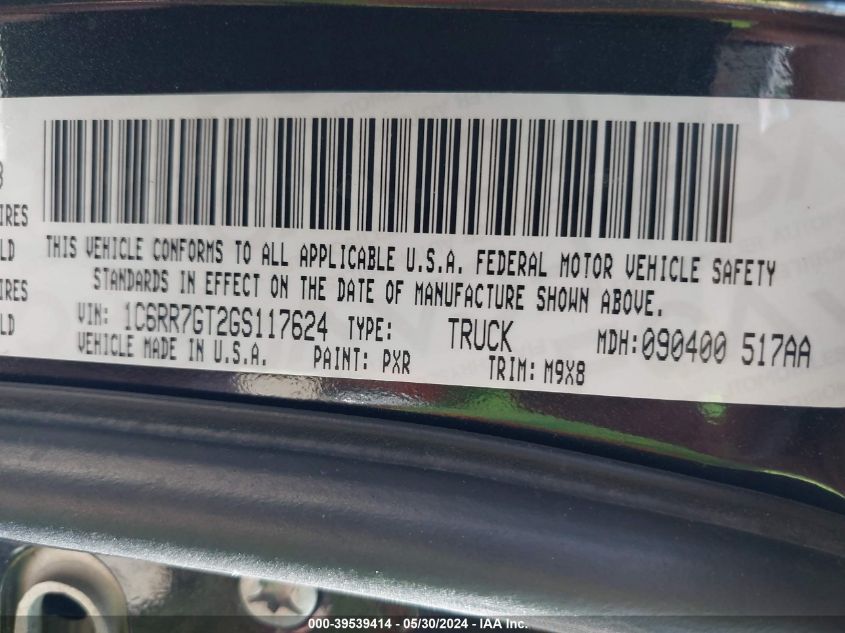 8
IRES
LD
IRES
LD
THIS VEHICLE CONFORMS TO ALL APPLICABLE U.S.A. FEDERAL MOTOR VEHICLE SAFETY
STANDARDS IN EFFECT ON THE DATE OF MANUFACTURE SHOWN ABOVE.
VIN: 1C6RR7GT2GS117624 TYPE: TRUCK MDH: 090400 517AA
VEHICLE MADE IN U.S.A. PAINT: PXR TRIM: M9X8
000-39539414 - 05/30/2024 - IAA Inc.